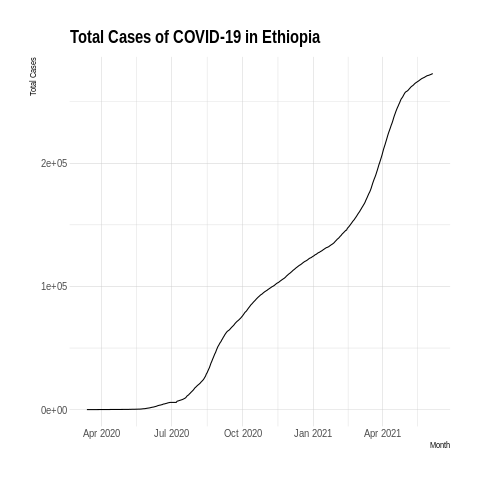 Total Cases of COVID-19 in Ethiopia
Total Cases
2e+05
1e+05
0e+00
Apr 2020 Jul 2020 Oct 2020 Jan 2021 Apr 2021
Month